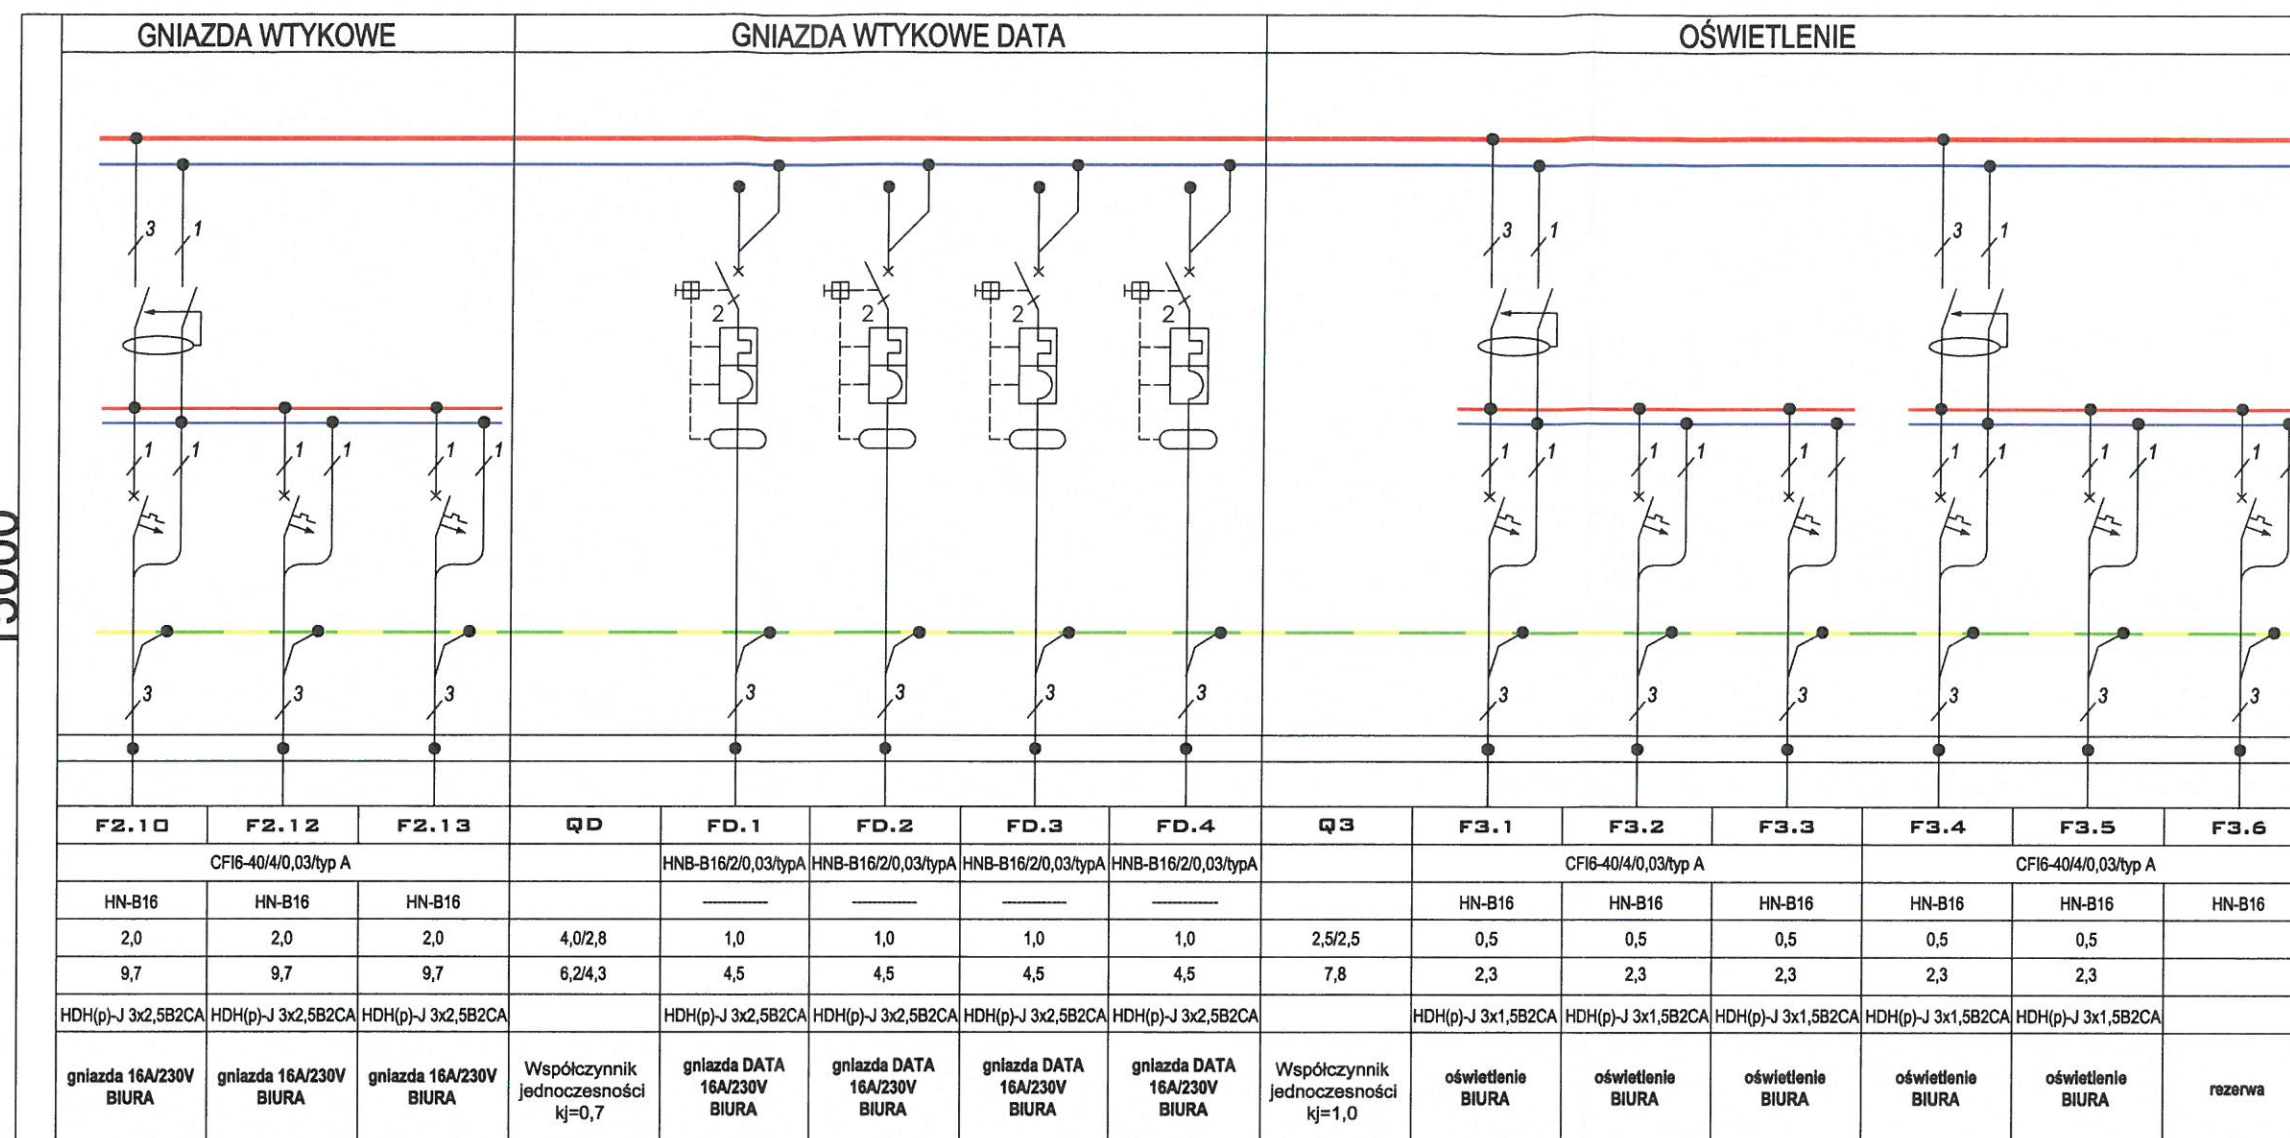 GNIAZDA WTYKOWE GNIAZDA WTYKOWE DATA OŚWIETLENIE
3 1 3 1 3 1
2 2 2 2
1 1 1 1 1 1 1 1 1 1 1 1 1 1 1 1
3 3 3 3 3 3 3 3 3 3 3 3 3
F2.10 F2.12 F2.13 QD FD.1 FD.2 FD.3 FD.4 Q3 F3.1 F3.2 F3.3 F3.4 F3.5 F3.6
CFI6-40/4/0,03/typ A HNB-B16/2/0,03/typA HNB-B16/2/0,03/typA HNB-B16/2/0,03/typA HNB-B16/2/0,03/typA CFI6-40/4/0,03/typ A CFI6-40/4/0,03/typ A
HN-B16 HN-B16 HN-B16 ------------- ------------- ------------- ------------- HN-B16 HN-B16 HN-B16 HN-B16 HN-B16 HN-B16
2,0 2,0 2,0 4,0/2,8 1,0 1,0 1,0 1,0 2,5/2,5 0,5 0,5 0,5 0,5 0,5
9,7 9,7 9,7 6,2/4,3 4,5 4,5 4,5 4,5 7,8 2,3 2,3 2,3 2,3 2,3
HDH(p)-J 3x2,5B2CA HDH(p)-J 3x2,5B2CA HDH(p)-J 3x2,5B2CA HDH(p)-J 3x2,5B2CA HDH(p)-J 3x2,5B2CA HDH(p)-J 3x2,5B2CA HDH(p)-J 3x2,5B2CA HDH(p)-J 3x1,5B2CA HDH(p)-J 3x1,5B2CA HDH(p)-J 3x1,5B2CA HDH(p)-J 3x1,5B2CA HDH(p)-J 3x1,5B2CA
gniazda 16A/230V
BIURA
gniazda 16A/230V
BIURA
gniazda 16A/230V
BIURA
Współczynnik
jednoczesności
kj=0,7
gniazda DATA
16A/230V
BIURA
gniazda DATA
16A/230V
BIURA
gniazda DATA
16A/230V
BIURA
gniazda DATA
16A/230V
BIURA
Współczynnik
jednoczesności
kj=1,0
oświetlenie
BIURA
oświetlenie
BIURA
oświetlenie
BIURA
oświetlenie
BIURA
oświetlenie
BIURA
rezerwa